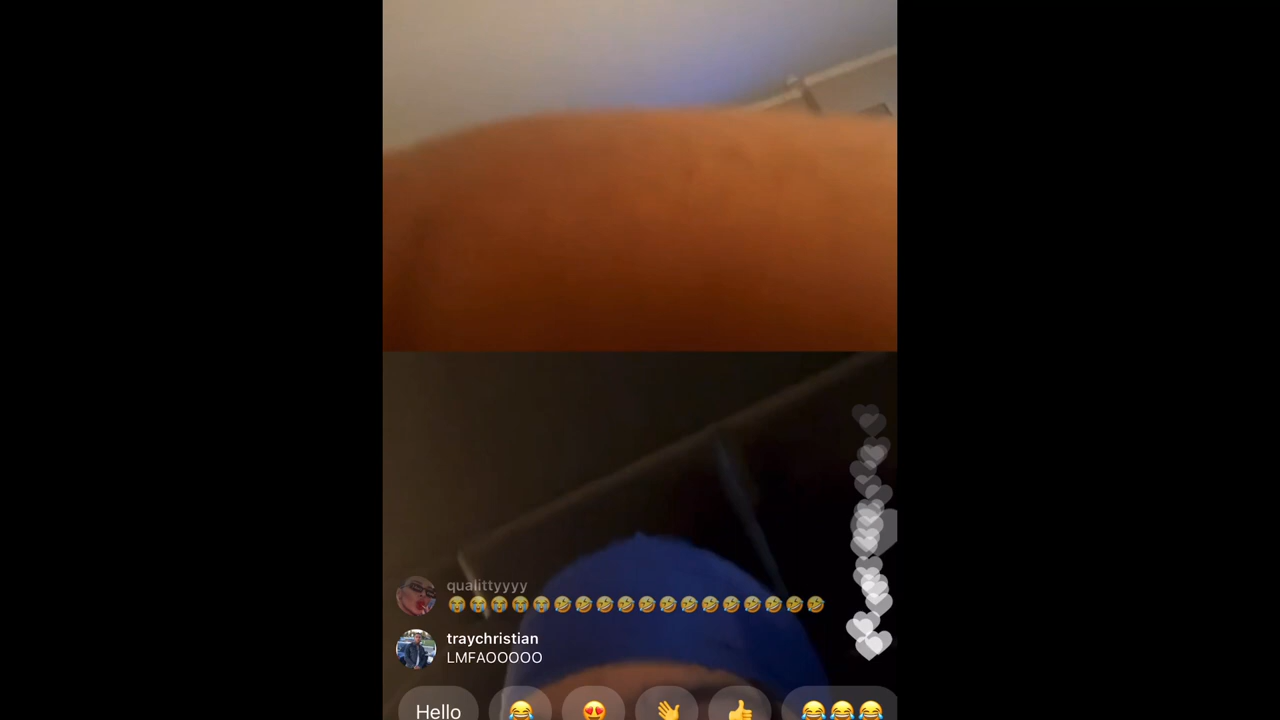 qualittyyyy
😭😭😭😭😭🤣🤣🤣🤣🤣🤣🤣🤣🤣🤣🤣🤣🤣
traychristian
LMFAOOOOO
Hello 😂 😍 👋 👍 😂😂😂